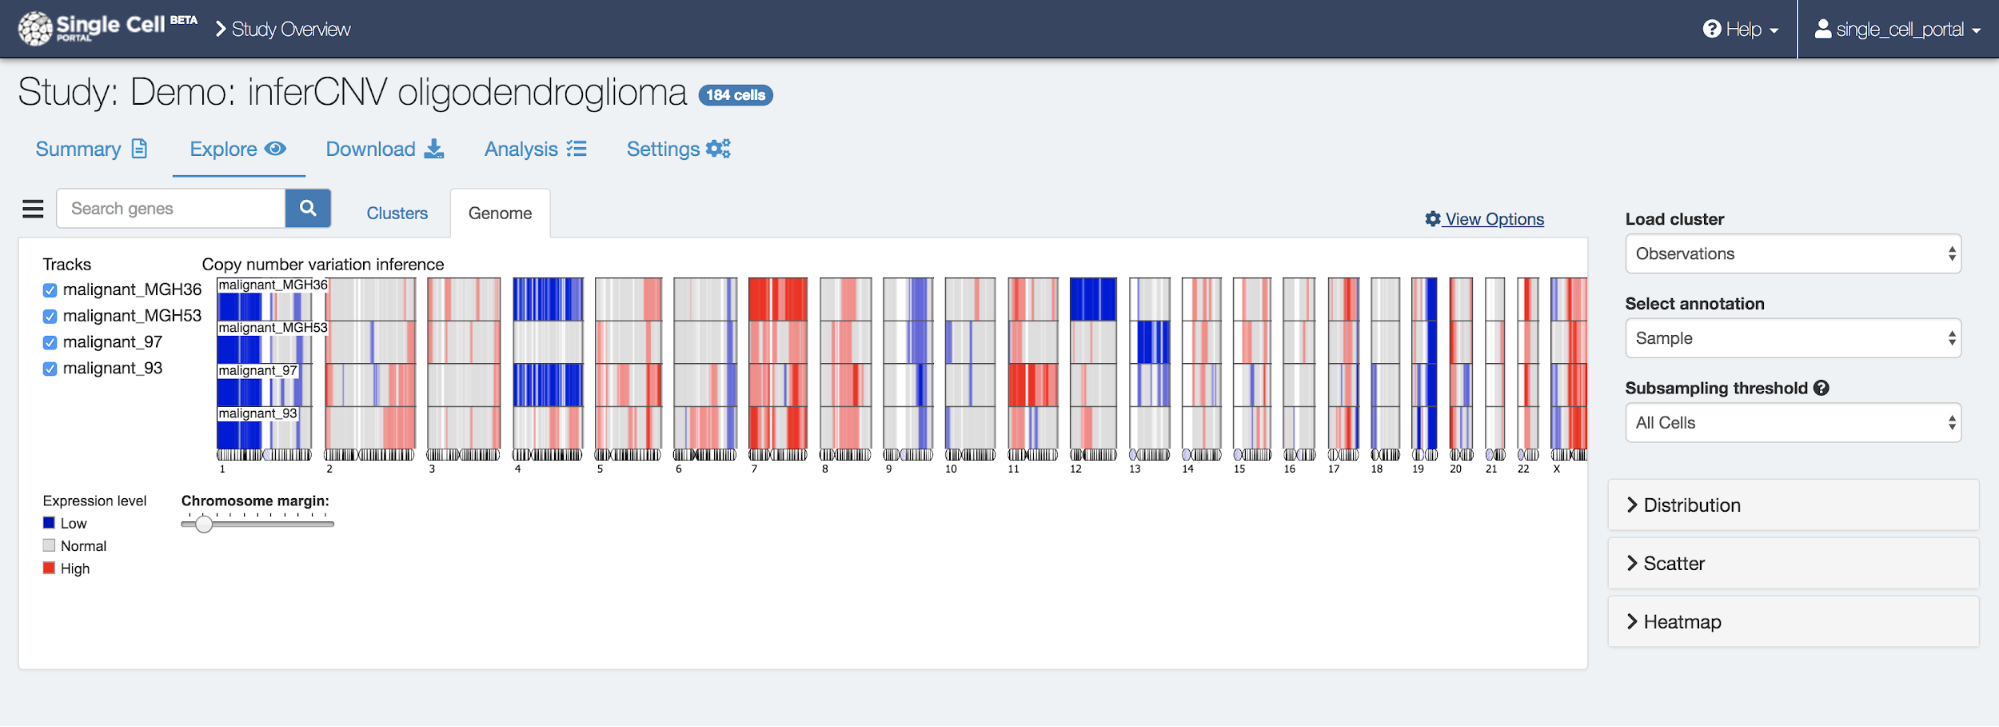 Single Cell BETA
PORTAL
Study Overview
Help
single_cell_portal
Study: Demo: inferCNV oligodendroglioma 184 cells
Summary Explore Download Analysis Settings
Search genes
Clusters Genome
View Options
Tracks
malignant_MGH36
malignant_MGH53
malignant_97
malignant_93
Copy number variation inference
malignant_MGH36
malignant_MGH53
malignant_97
malignant_93
1 2 3 4 5 6 7 8 9 10 11 12 13 14 15 16 17 18 19 20 21 22 X
Expression level
Low
Normal
High
Chromosome margin:
Load cluster
Observations
Select annotation
Sample
Subsampling threshold ?
All Cells
Distribution
Scatter
Heatmap